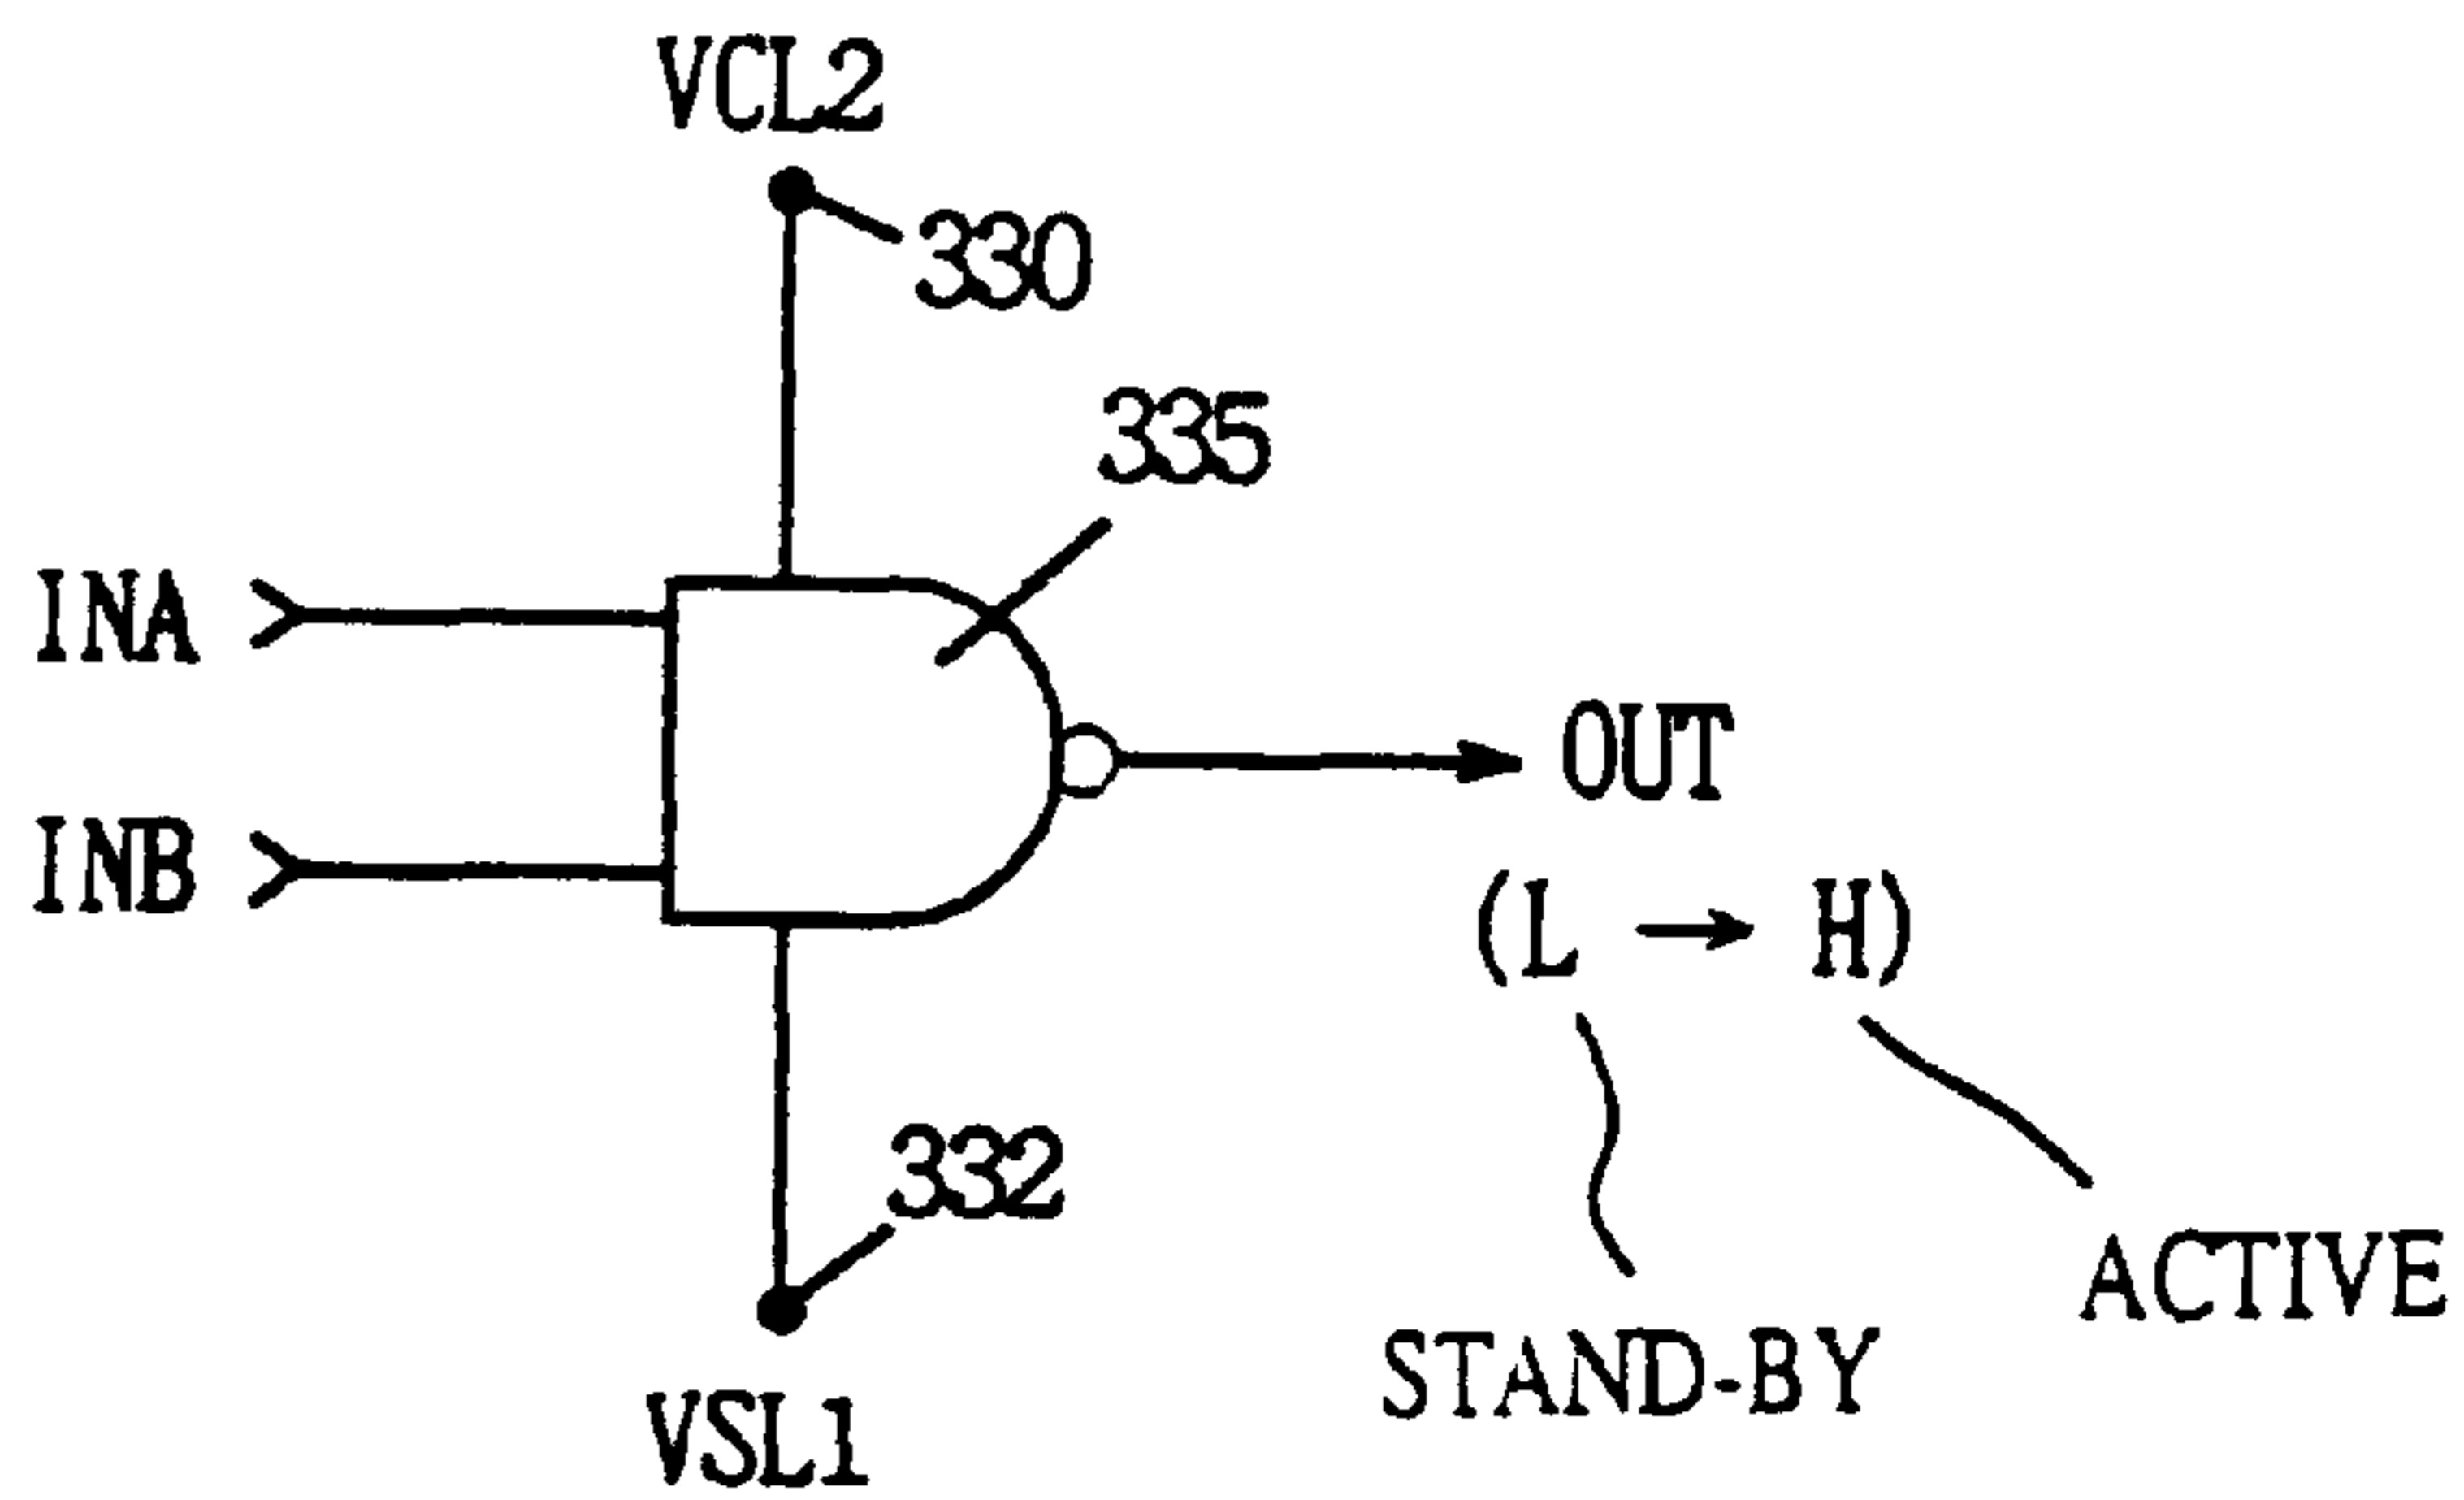 VCL2
330
335
INA
OUT
INB
(L → H)
332
ACTIVE
STAND-BY
VSL1